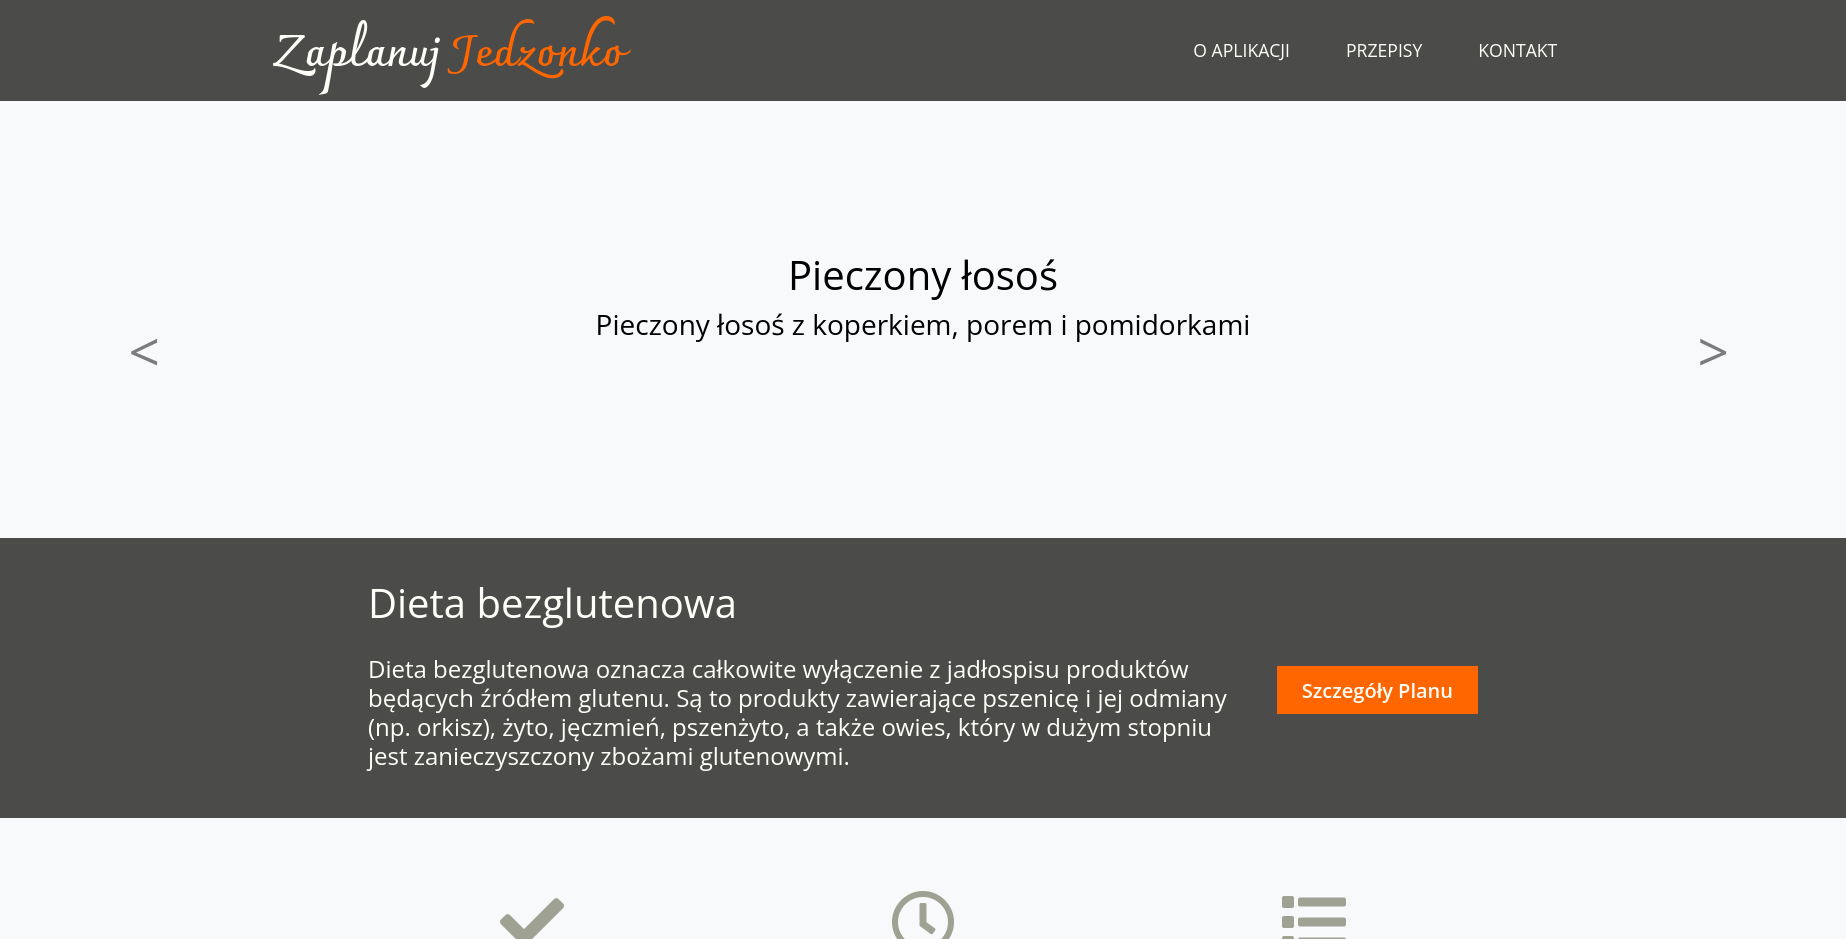 Zaplanuj Jedzonko
O APLIKACJI
PRZEPISY
KONTAKT
Pieczony łosoś
Pieczony łosoś z koperkiem, porem i pomidorkami
<
>
Dieta bezglutenowa
Dieta bezglutenowa oznacza całkowite wyłączenie z jadłospisu produktów
będących źródłem glutenu. Są to produkty zawierające pszenicę i jej odmiany
(np. orkisz), żyto, jęczmień, pszenżyto, a także owies, który w dużym stopniu
jest zanieczyszczony zbożami glutenowymi.
Szczegóły Planu